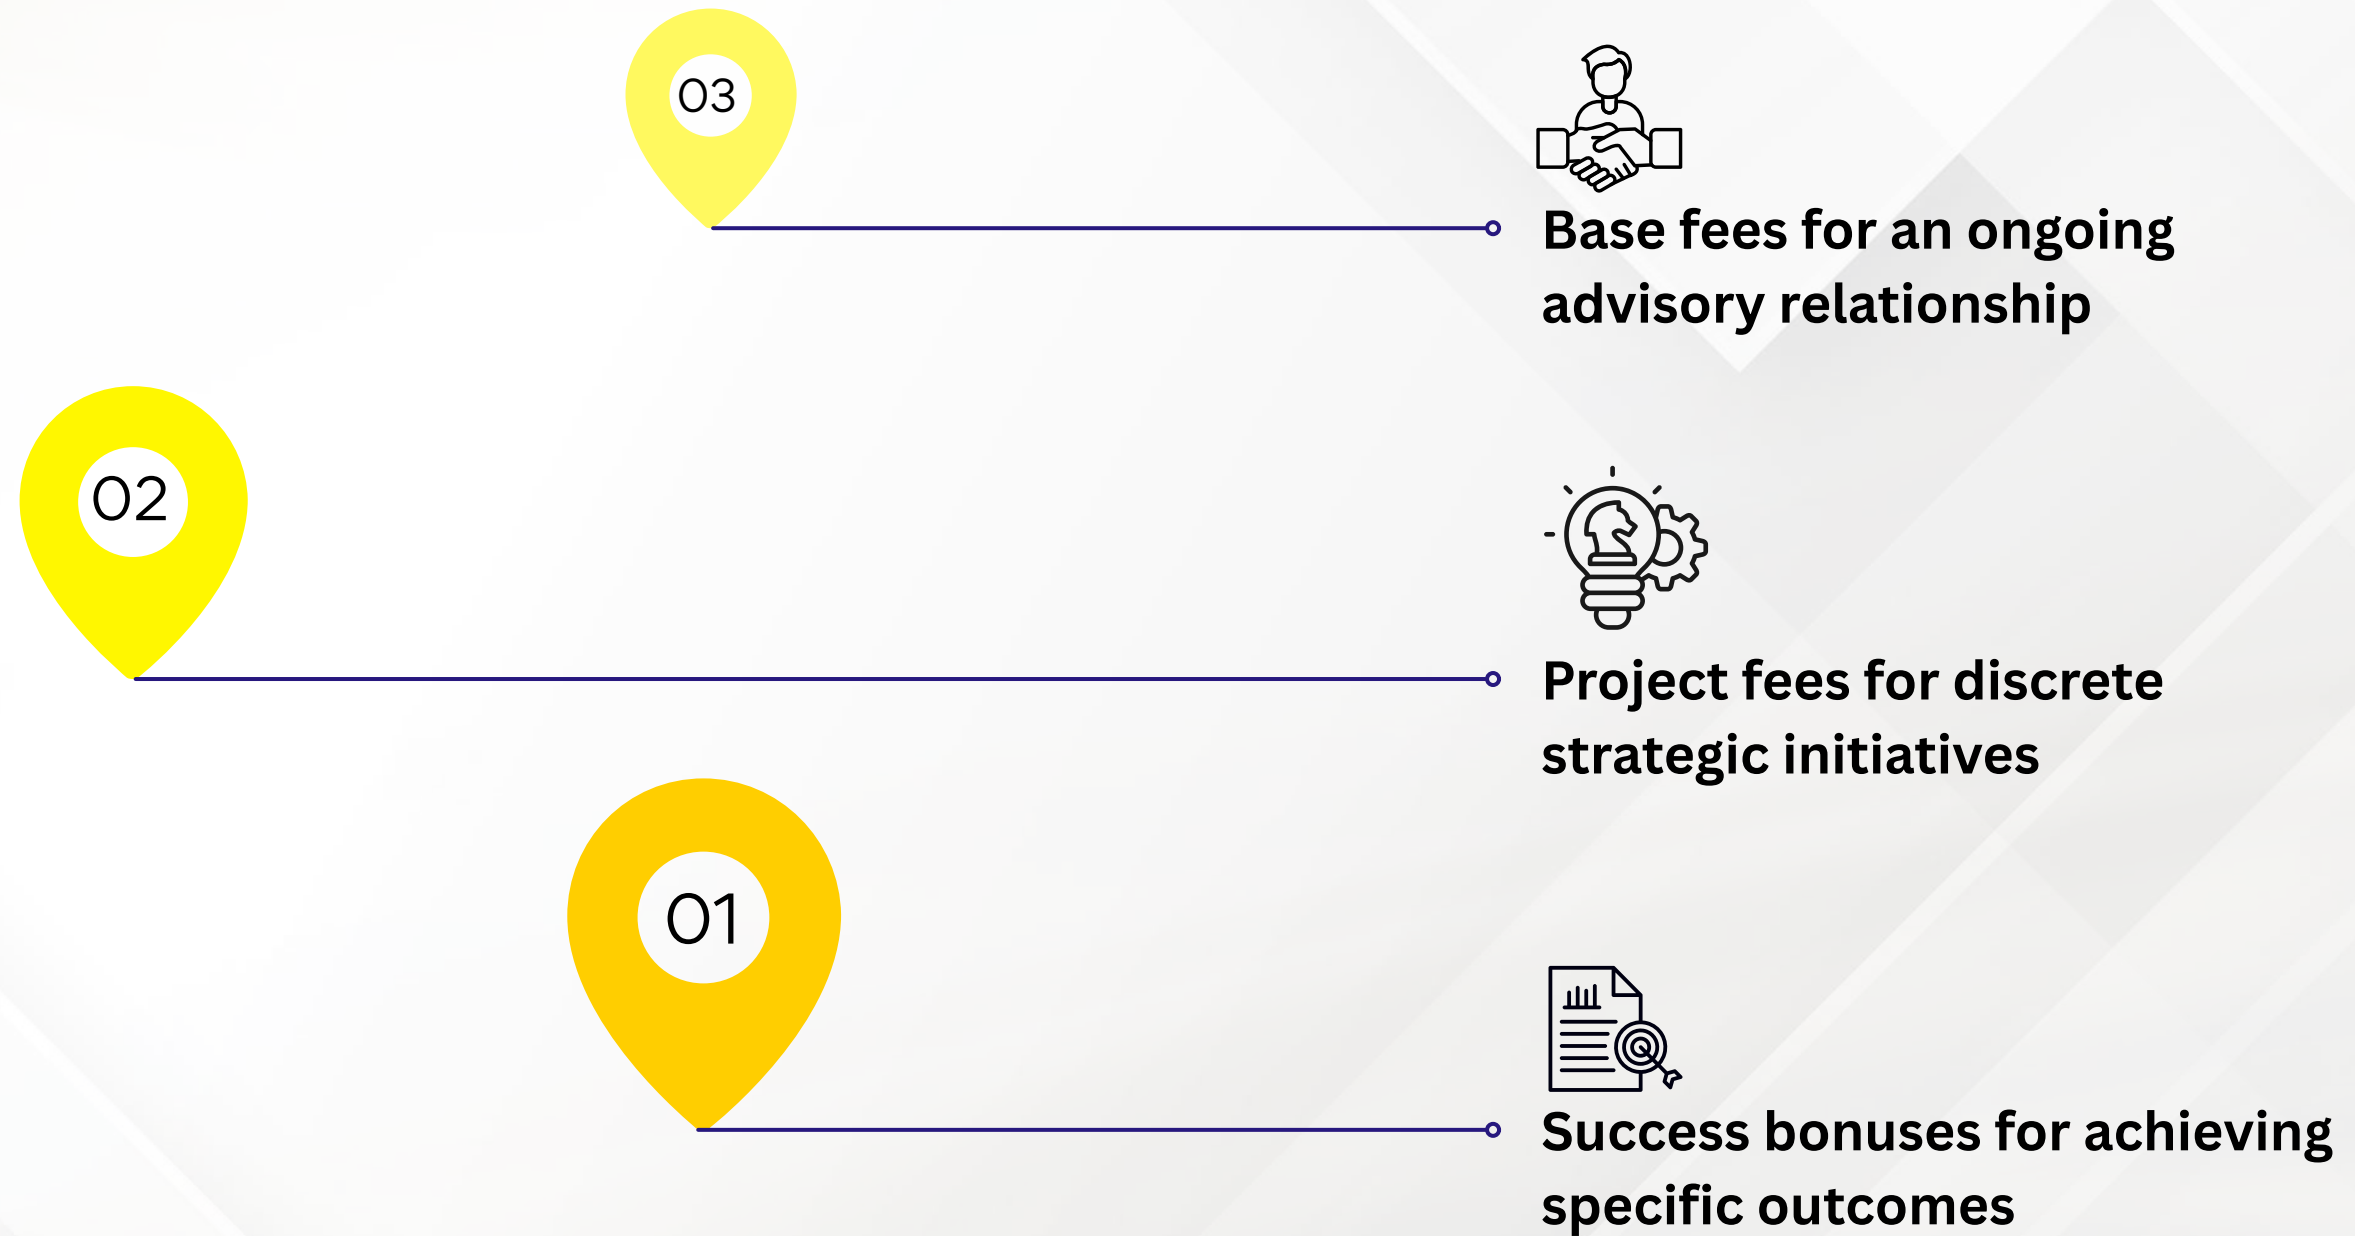 03
Base fees for an ongoing
advisory relationship
02
Project fees for discrete
strategic initiatives
01
Success bonuses for achieving
specific outcomes